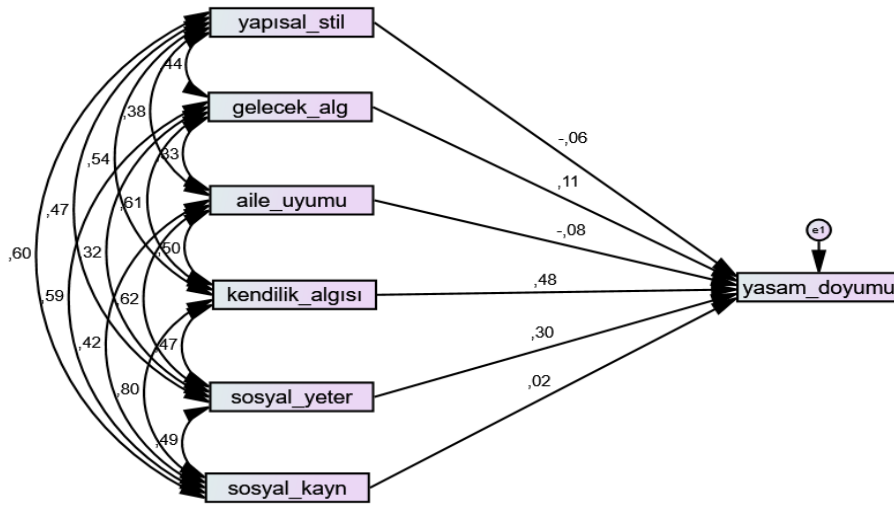 yapısal_stil
,44
gelecek_alg
,38
-,06
,54
,33
,11
aile_uyumu
,47
,61
-,08
e1
,60
,32
,50
,48
yasam_doyumu
,59
,62
kendilik_algısı
,42
,47
,30
,80
sosyal_yeter
,02
,49
sosyal_kayn